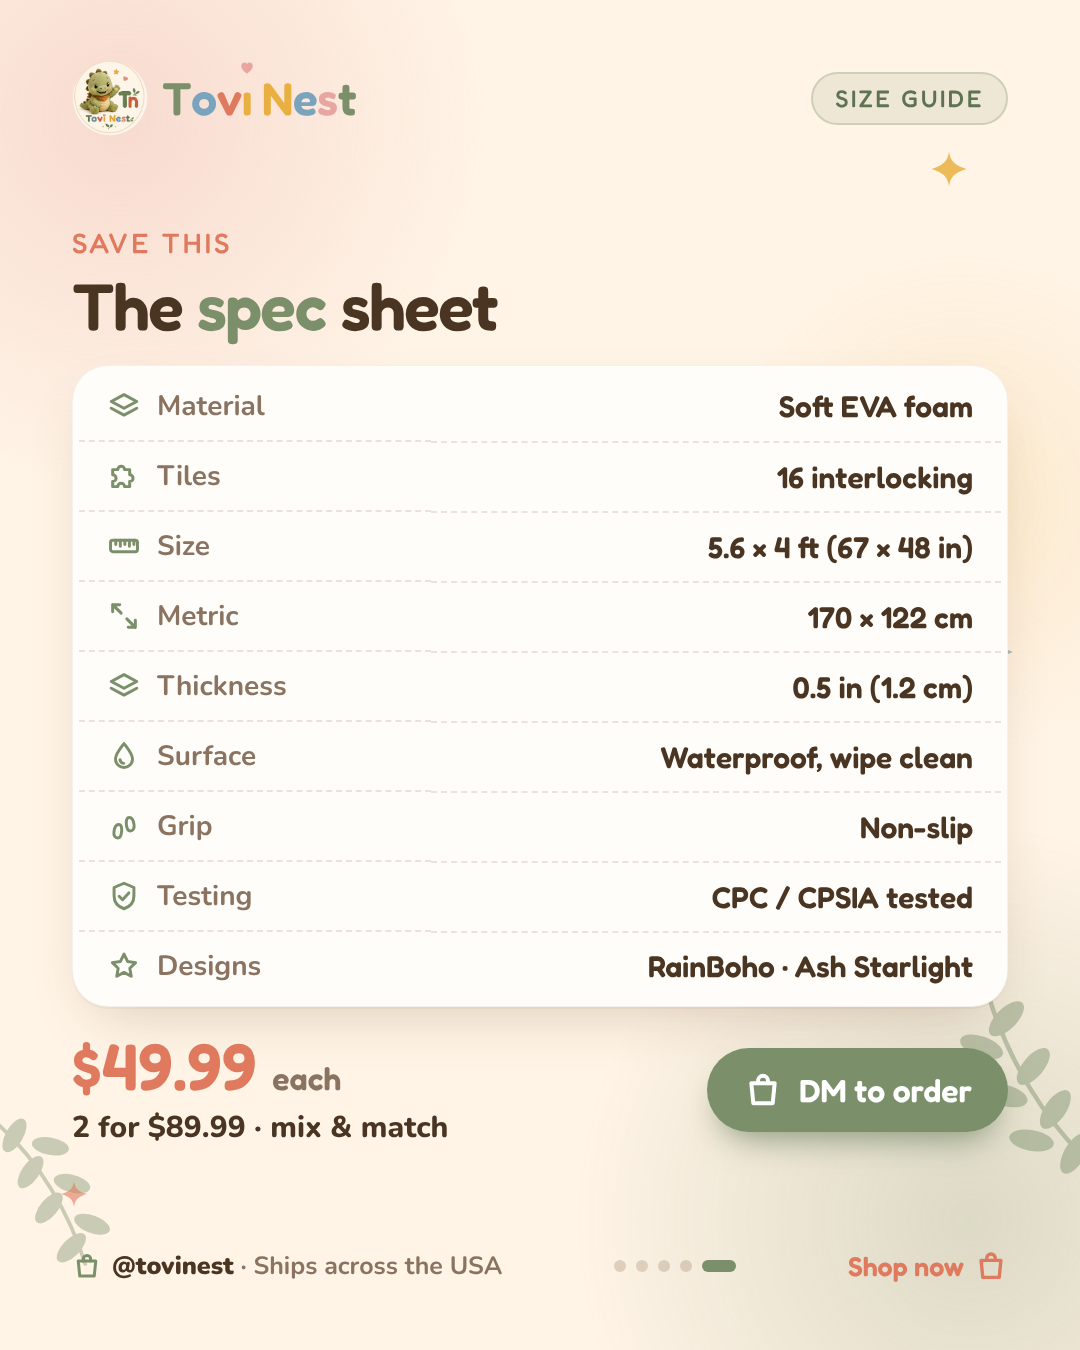 Tn
Tovi Nest
Tovi Nest
SIZE GUIDE
SAVE THIS
The spec sheet
Material Soft EVA foam
Tiles 16 interlocking
Size 5.6 × 4 ft (67 × 48 in)
Metric 170 × 122 cm
Thickness 0.5 in (1.2 cm)
Surface Waterproof, wipe clean
Grip Non-slip
Testing CPC / CPSIA tested
Designs RainBoho · Ash Starlight
$49.99 each
2 for $89.99 · mix & match
DM to order
@tovinest · Ships across the USA
Shop now